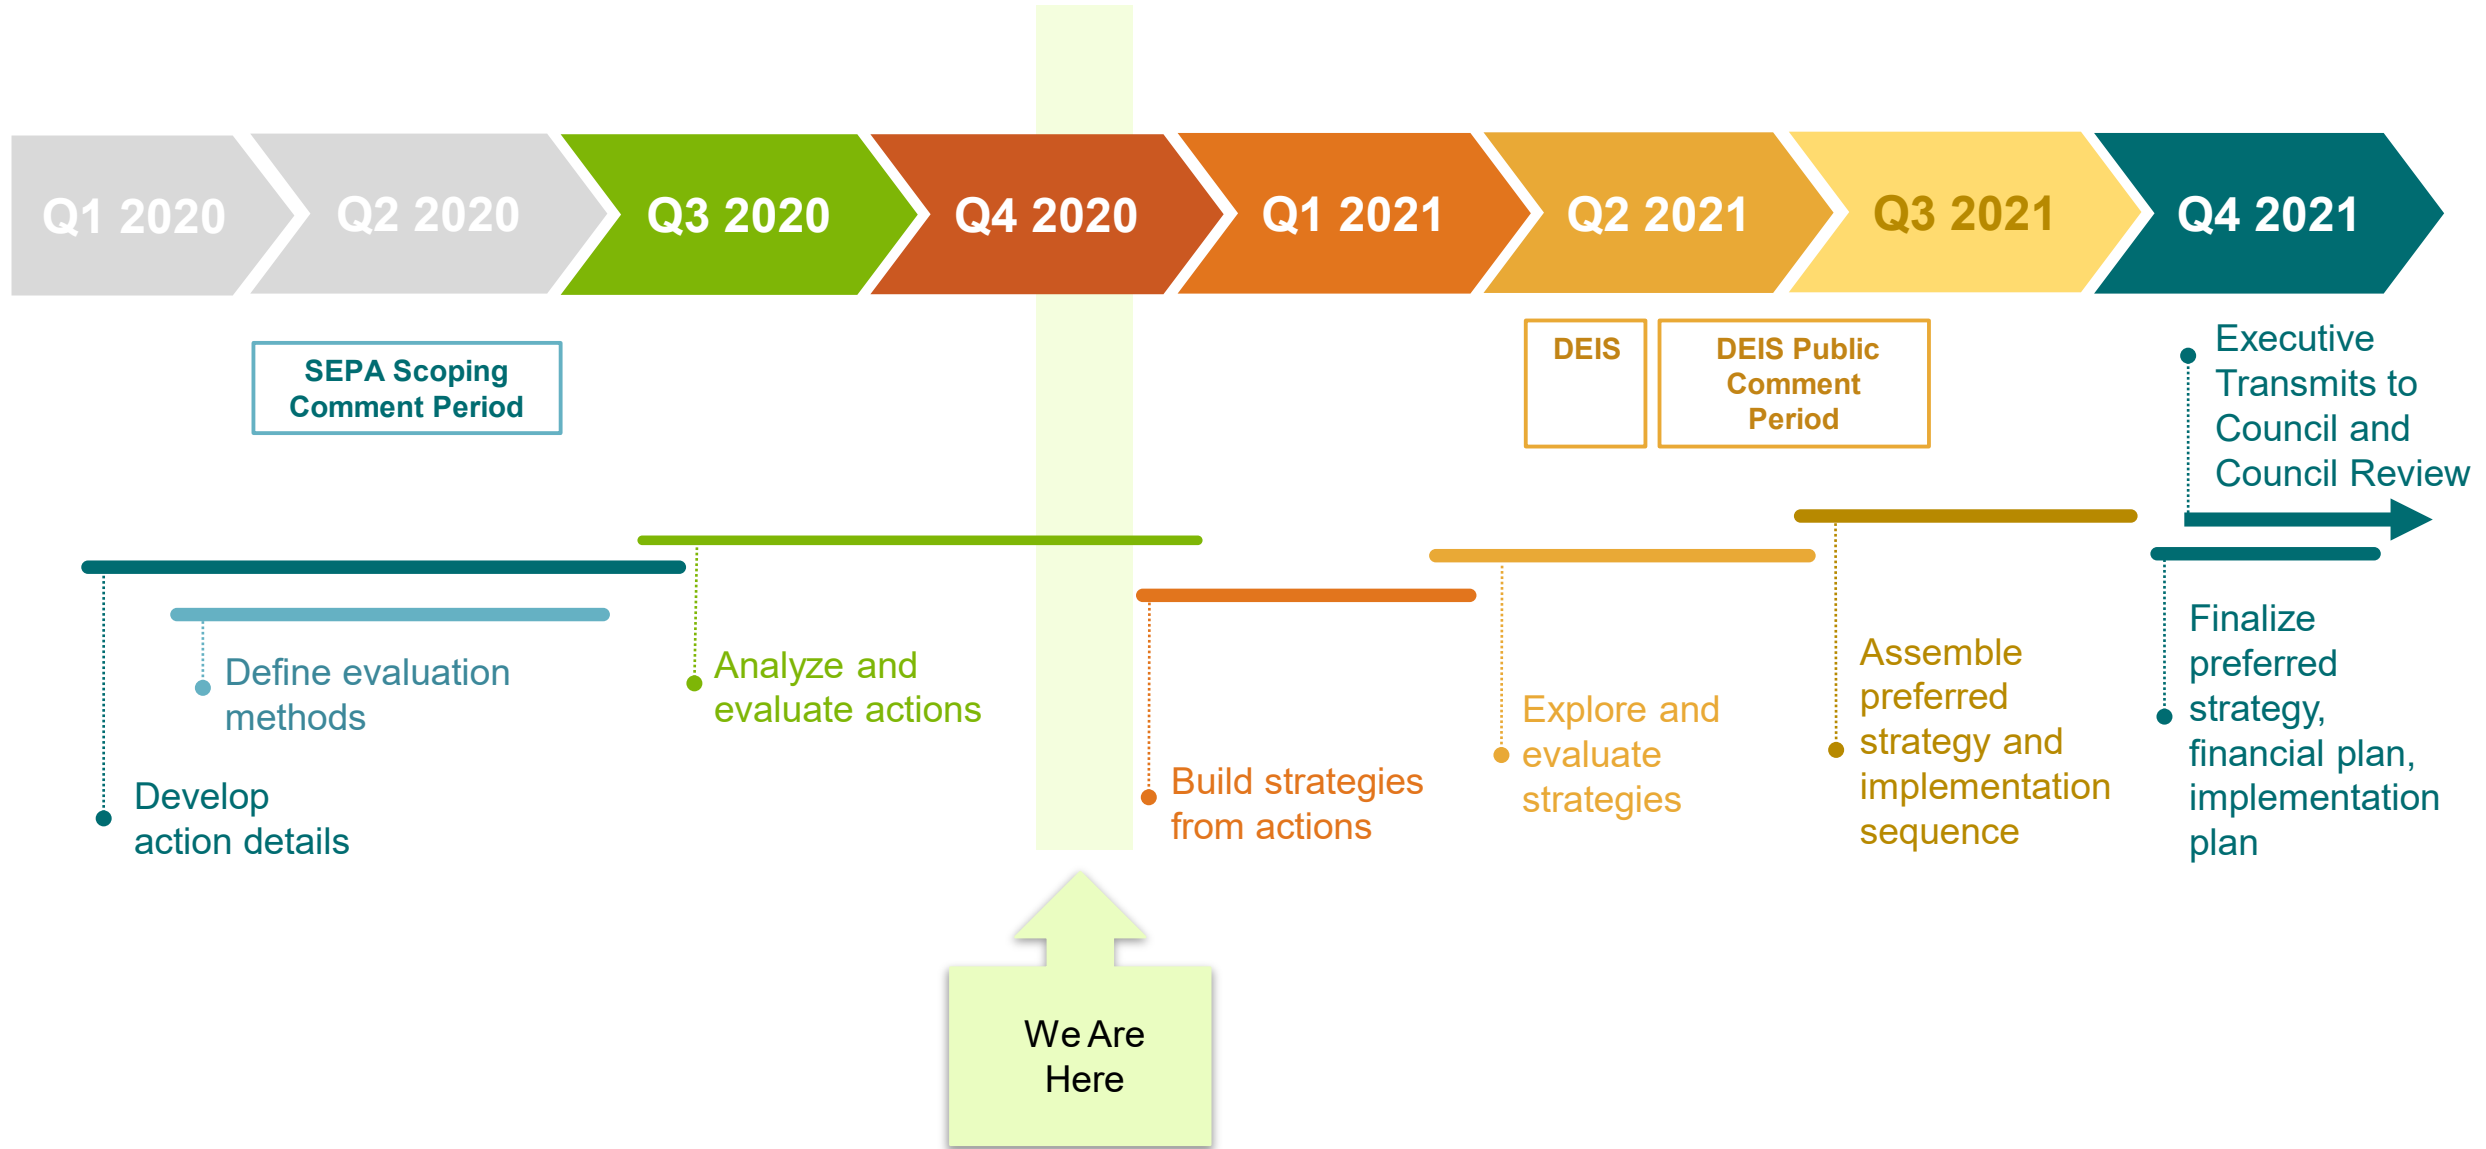 Q1 2020
Q2 2020
Q3 2020
Q4 2020
Q1 2021
Q2 2021
Q3 2021
Q4 2021
SEPA Scoping
Comment Period
DEIS
DEIS Public
Comment
Period
Executive
Transmits to
Council and
Council Review
Define evaluation
methods
Develop
action details
Analyze and
evaluate actions
Build strategies
from actions
Explore and
evaluate
strategies
Assemble
preferred
strategy and
implementation
sequence
Finalize
preferred
strategy,
financial plan,
implementation
plan
We Are
Here